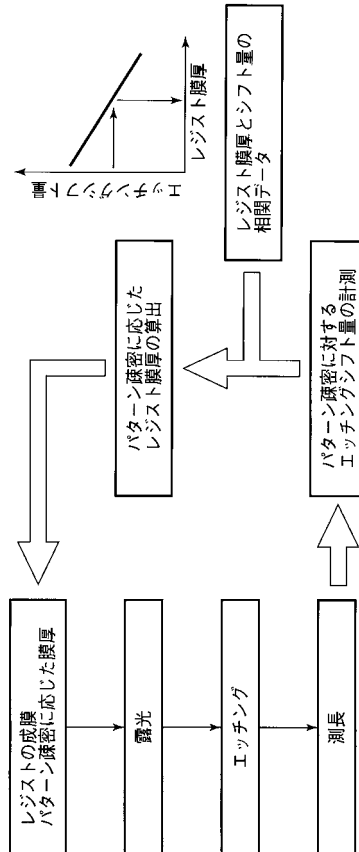 レジストの成膜
パターン疎密に応じた膜厚
露光
エッチング
測長
パターン疎密に対する
エッチングシフト量の計測
パターン疎密に応じた
レジスト膜厚の算出
レジスト膜厚とシフト量の
相関データ
エッチングシフト量
レジスト膜厚